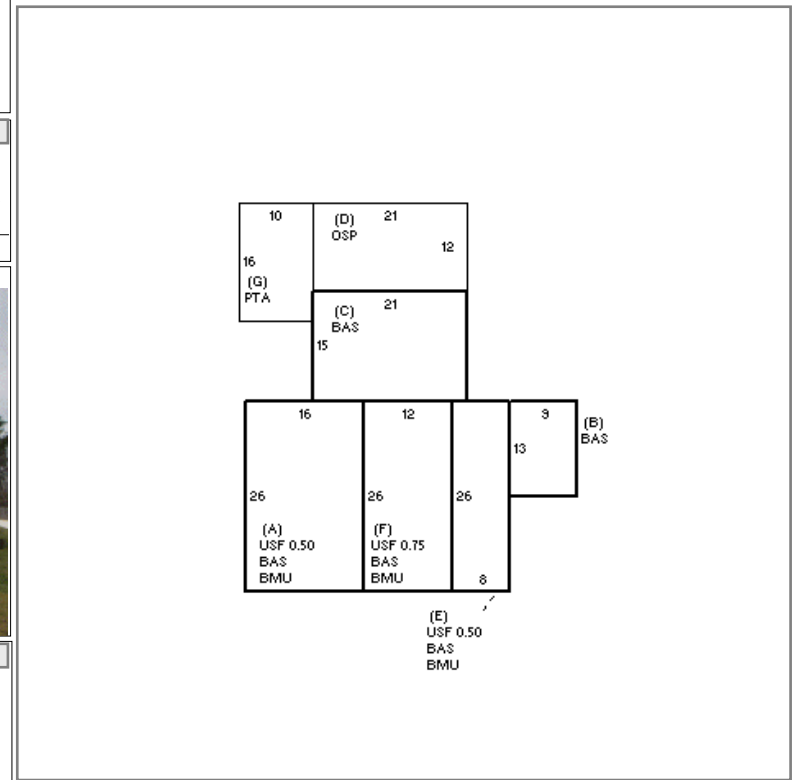 10
(D)
OSP
21
12
16
(G)
PTA
(C)
BAS
21
15
16
12
9
(B)
BAS
13
26
26
26
(A)
USF 0.50
BAS
BMU
(F)
USF 0.75
BAS
BMU
8
(E)
USF 0.50
BAS
BMU